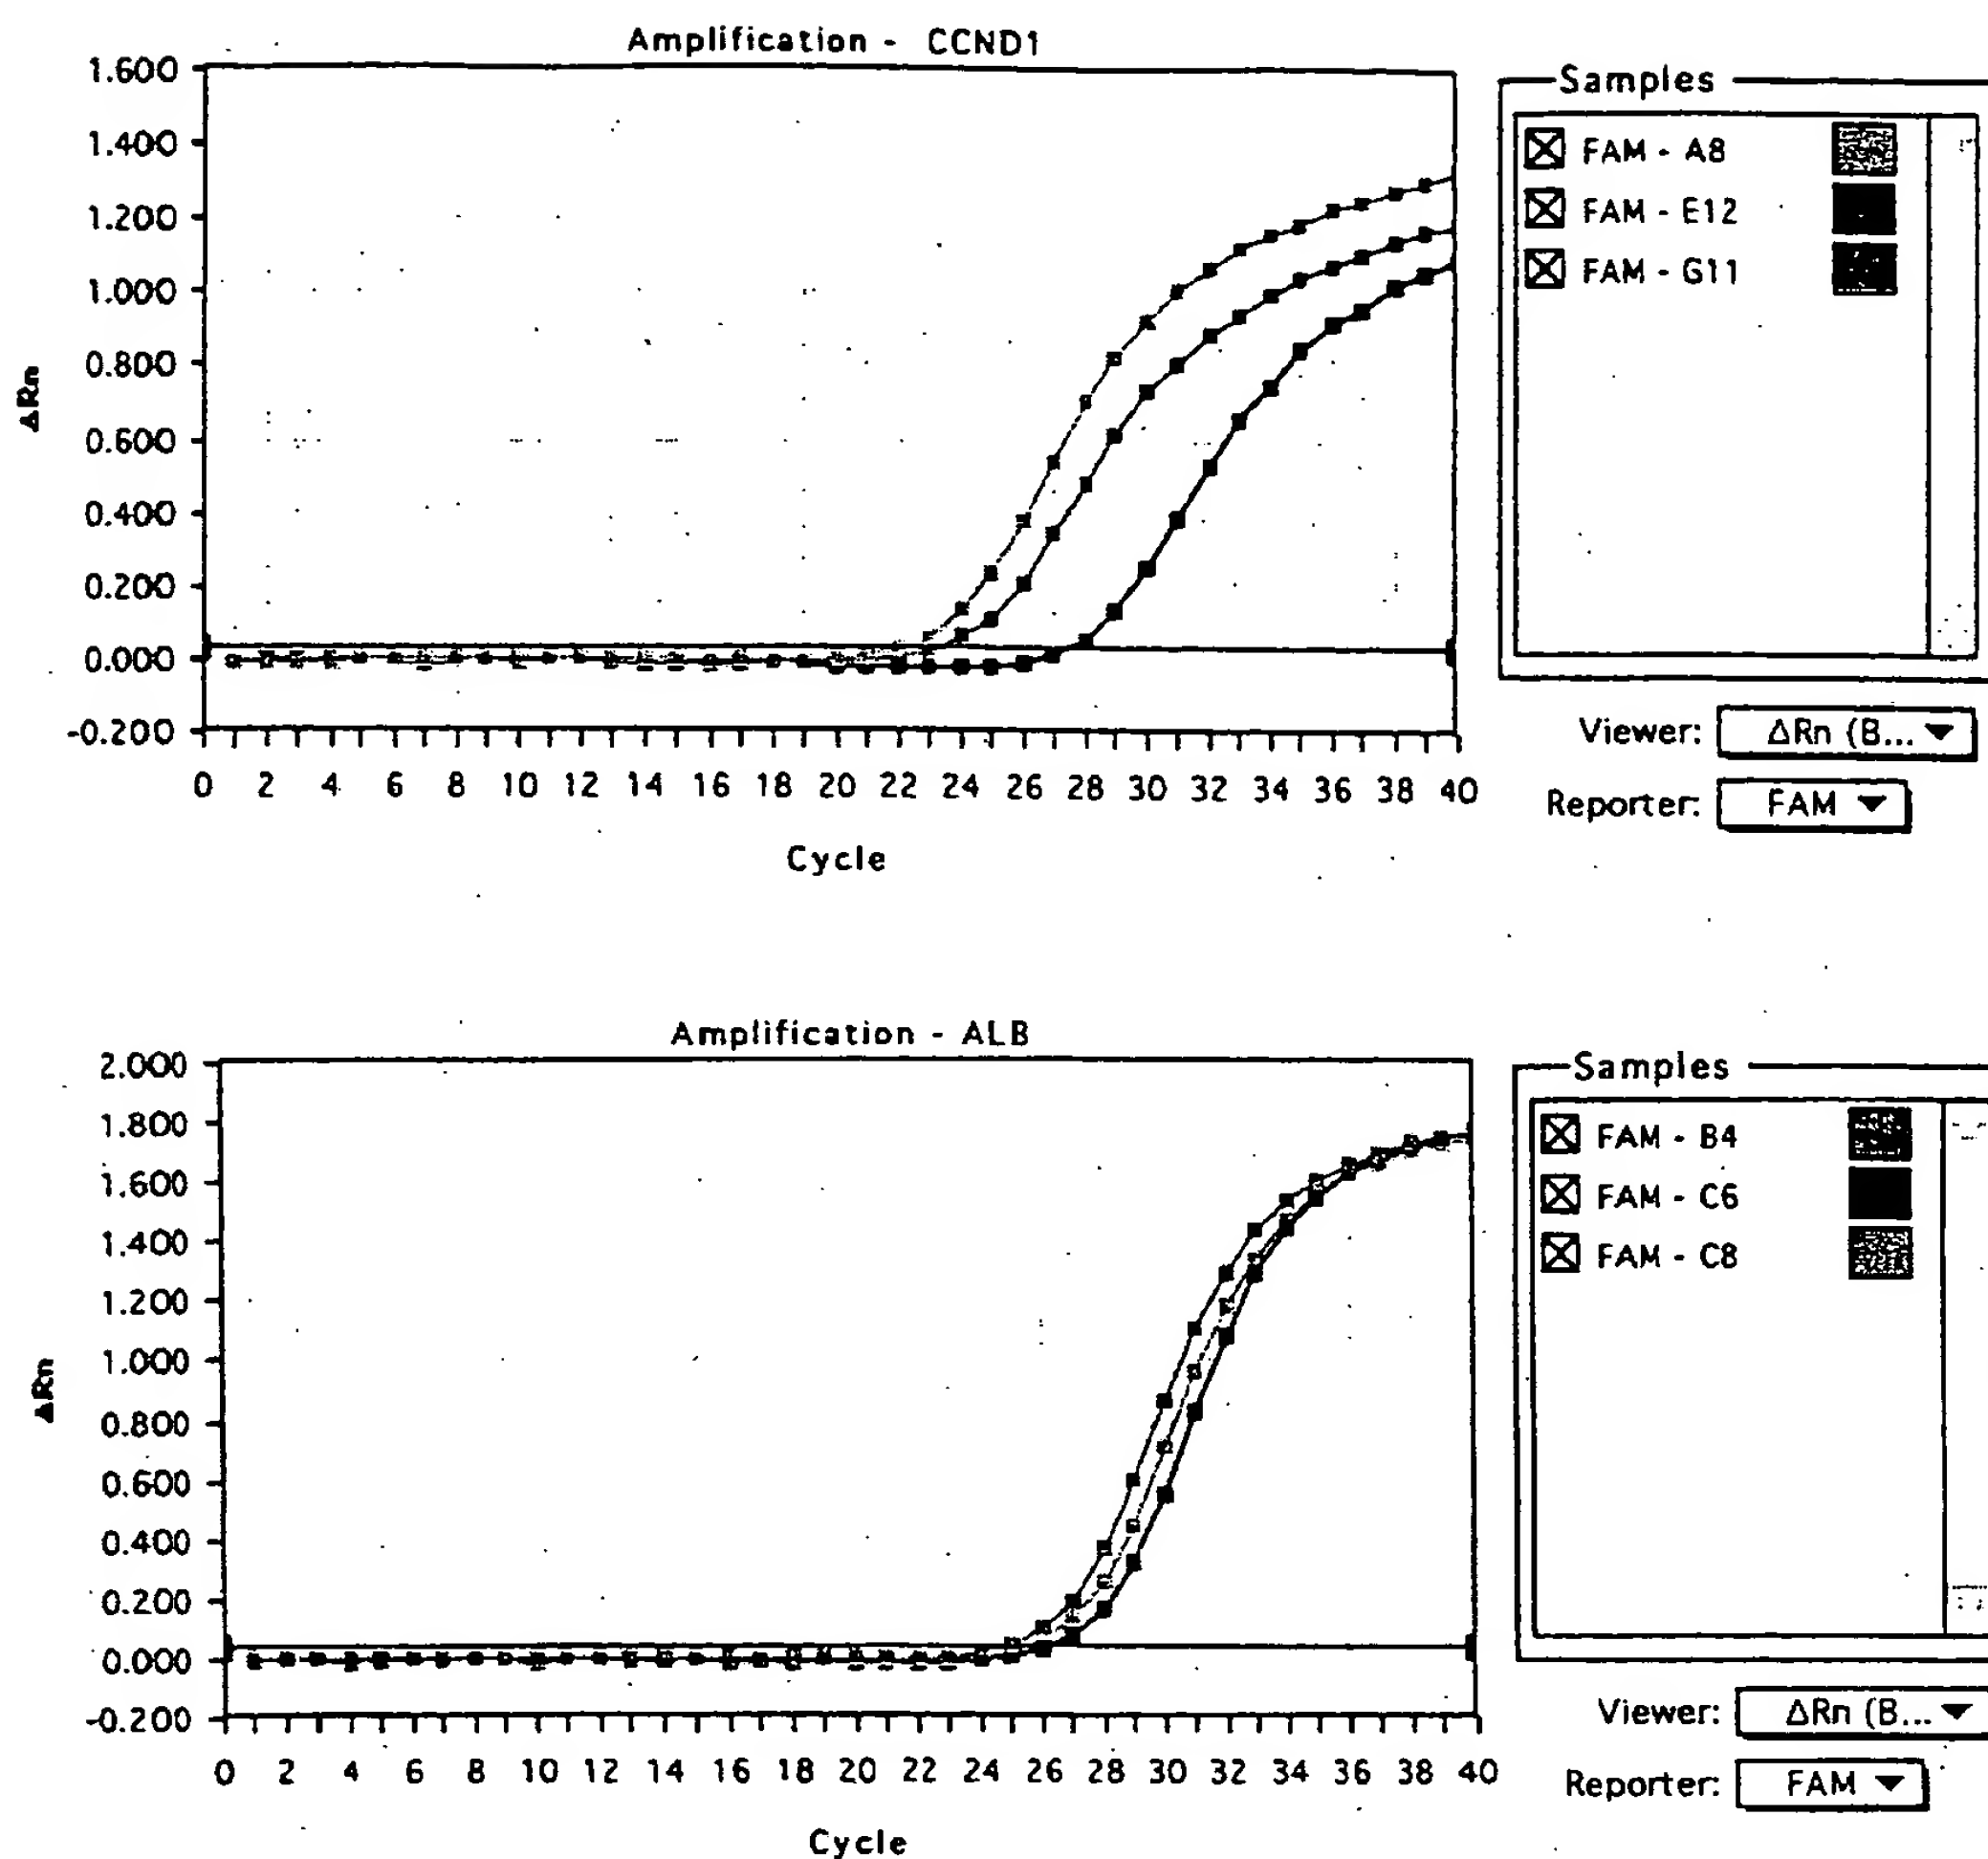 Amplification - CCND1
1.600
1.400
1.200
1.000
0.800
0.600
0.400
0.200
0.000
-0.200
ΔRn
0 2 4 6 8 10 12 14 16 18 20 22 24 26 28 30 32 34 36 38 40
Cycle
Samples
FAM - A8
FAM - E12
FAM - G11
Viewer: ΔRn (B...
Reporter: FAM
Amplification - ALB
2.000
1.800
1.600
1.400
1.200
1.000
0.800
0.600
0.400
0.200
0.000
-0.200
ΔRn
0 2 4 6 8 10 12 14 16 18 20 22 24 26 28 30 32 34 36 38 40
Cycle
Samples
FAM - B4
FAM - C6
FAM - C8
Viewer: ΔRn (B...
Reporter: FAM